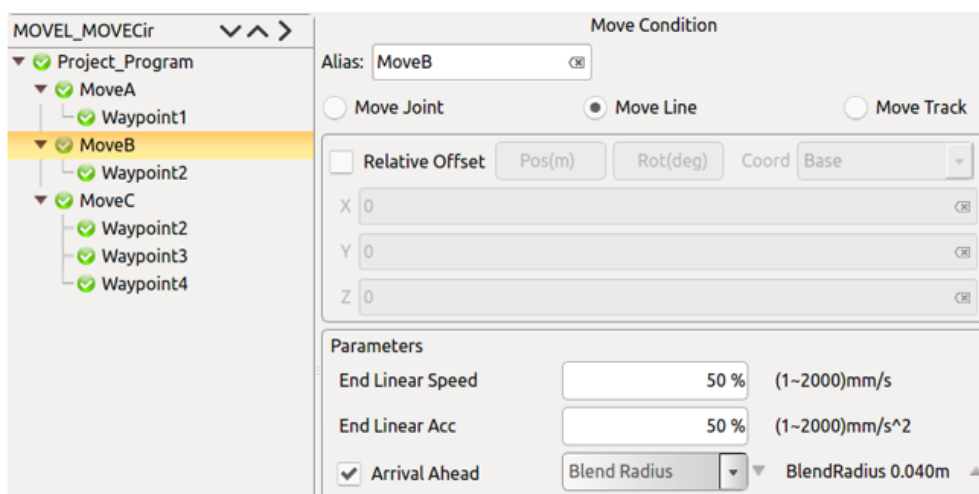 MOVEL_MOVECir
Project_Program
MoveA
Waypoint1
MoveB
Waypoint2
MoveC
Waypoint2
Waypoint3
Waypoint4
Move Condition
Alias: MoveB
Move Joint Move Line Move Track
Relative Offset Pos(m) Rot(deg) Coord Base
X 0
Y 0
Z 0
Parameters
End Linear Speed 50 % (1~2000)mm/s
End Linear Acc 50 % (1~2000)mm/s^2
Arrival Ahead Blend Radius BlendRadius 0.040m